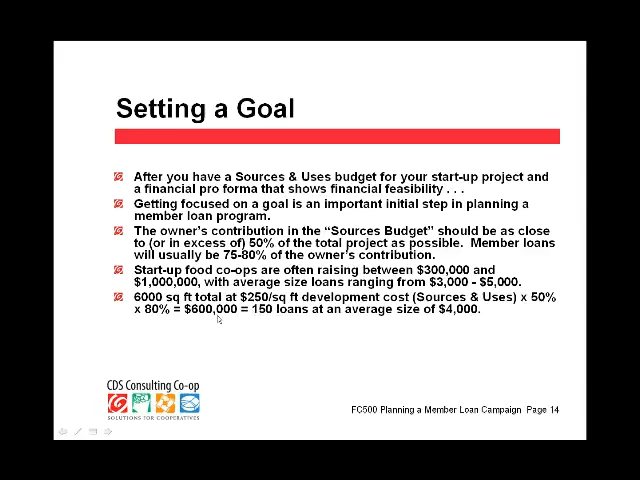 Setting a Goal
After you have a Sources & Uses budget for your start-up project and
a financial pro forma that shows financial feasibility . . .
Getting focused on a goal is an important initial step in planning a
member loan program.
The owner's contribution in the “Sources Budget” should be as close
to (or in excess of) 50% of the total project as possible.  Member loans
will usually be 75-80% of the owner's contribution.
Start-up food co-ops are often raising between $300,000 and
$1,000,000, with average size loans ranging from $3,000 - $5,000.
6000 sq ft total at $250/sq ft development cost (Sources & Uses) x 50%
x 80% = $600,000 = 150 loans at an average size of $4,000.
CDS Consulting Co-op
SOLUTIONS FOR COOPERATIVES
FC500 Planning a Member Loan Campaign  Page 14